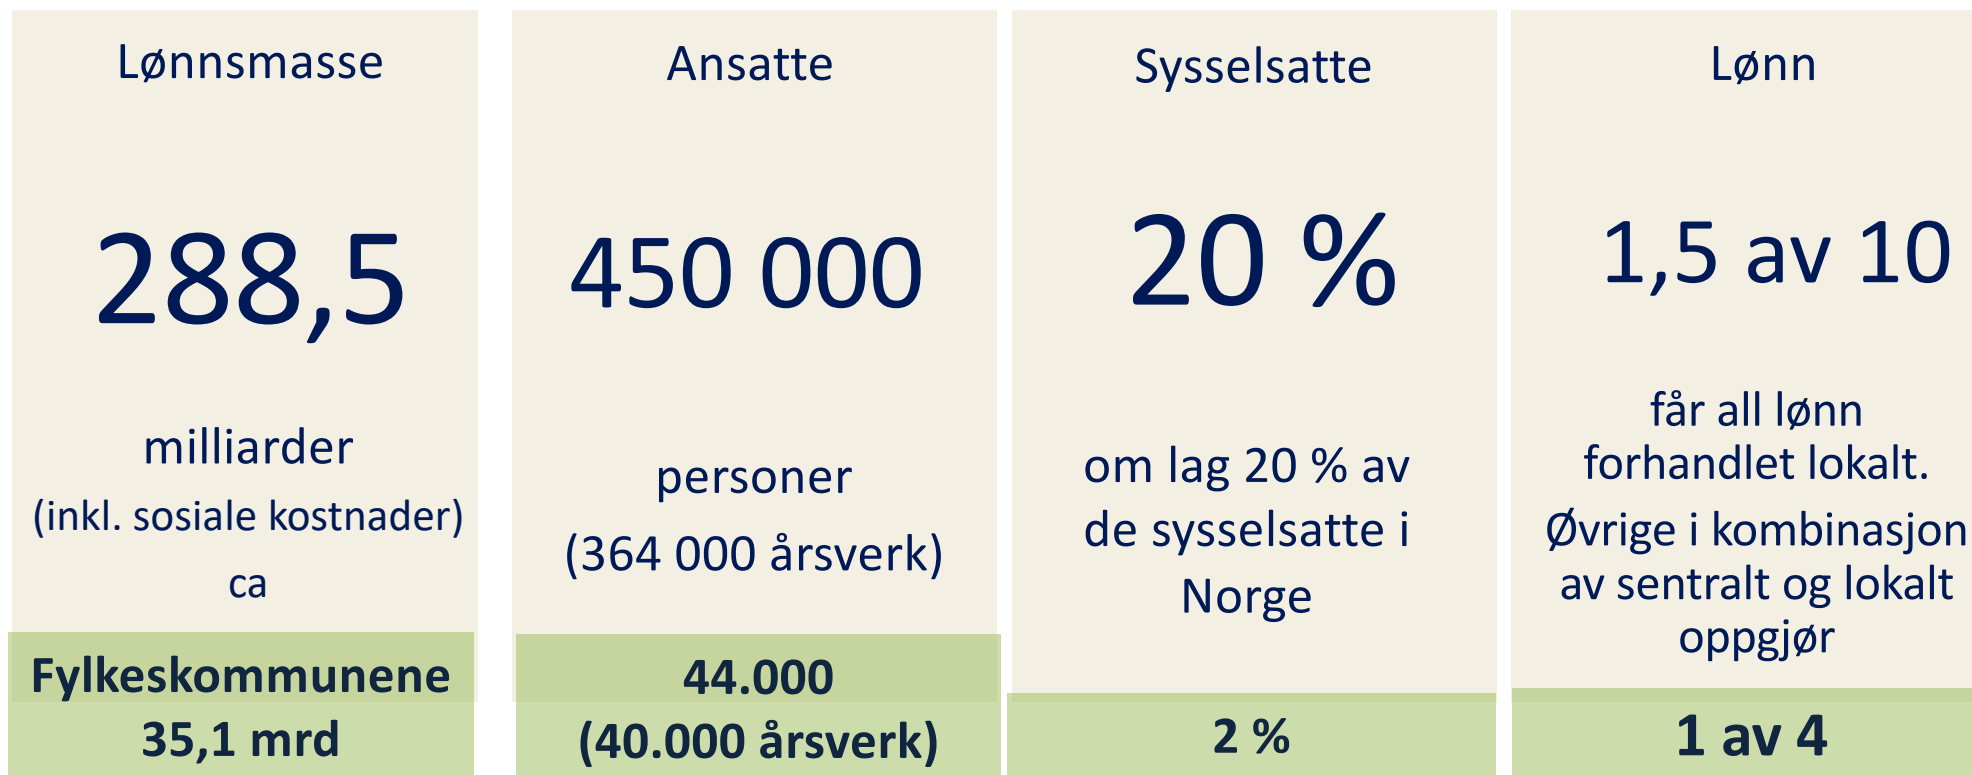 Lønnsmasse
288,5
milliarder
(inkl. sosiale kostnader)
ca
Fylkeskommunene
35,1 mrd
Ansatte
450 000
personer
(364 000 årsverk)
44.000
(40.000 årsverk)
Sysselsatte
20 %
om lag 20 % av
de sysselsatte i
Norge
2 %
Lønn
1,5 av 10
får all lønn
forhandlet lokalt.
Øvrige i kombinasjon
av sentralt og lokalt
oppgjør
1 av 4